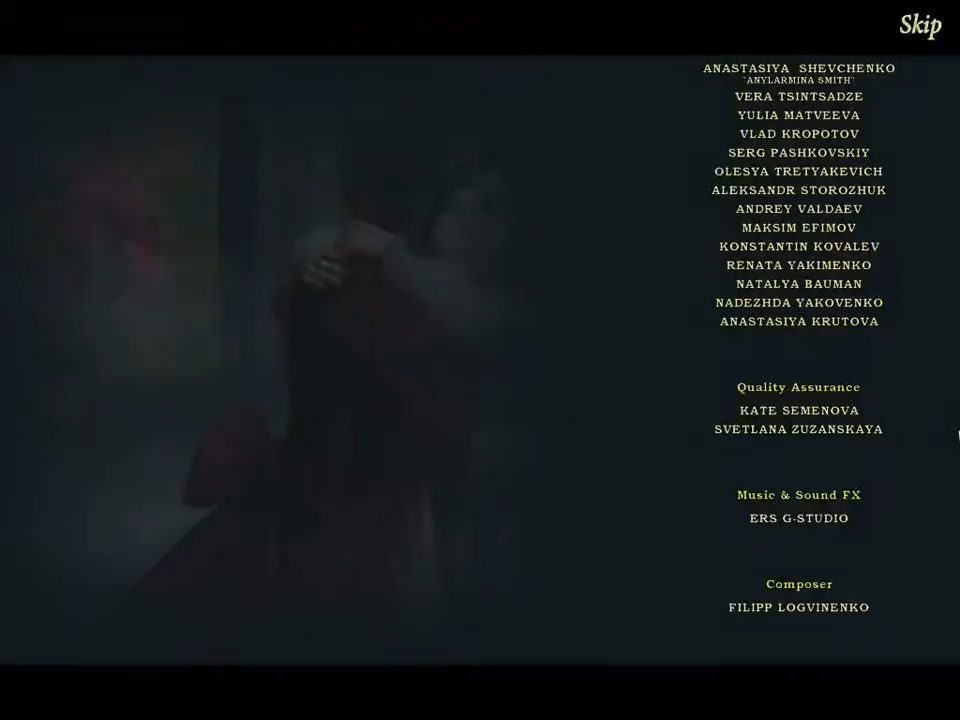 Skip
ANASTASIYA SHEVCHENKO
"ANYLARMINA SMITH"
VERA TSINTSADZE
YULIA MATVEEVA
VLAD KROPOTOV
SERG PASHKOVSKIY
OLESYA TRETYAKEVICH
ALEKSANDR STOROZHUK
ANDREY VALDAEV
MAKSIM EFIMOV
KONSTANTIN KOVALEV
RENATA YAKIMENKO
NATALYA BAUMAN
NADEZHDA YAKOVENKO
ANASTASIYA KRUTOVA
Quality Assurance
KATE SEMENOVA
SVETLANA ZUZANSKAYA
Music & Sound FX
ERS G-STUDIO
Composer
FILIPP LOGVINENKO